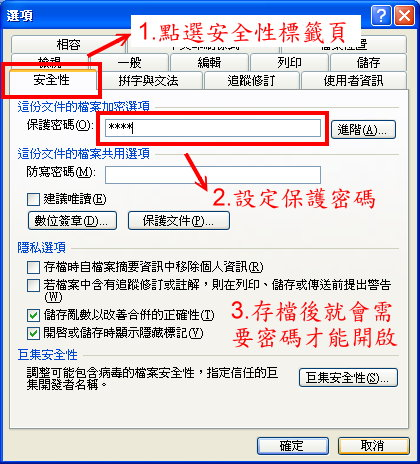 選項
1.點選安全性標籤頁
相容
檔案位置
檢視 一般 編輯 列印 儲存
安全性 拼字與文法 追蹤修訂 使用者資訊
這份文件的檔案加密選項
保護密碼(O): **** 進階(A)...
這份文件的檔案共用選項
防寫密碼(M):
2.設定保護密碼
建議唯讀(E)
數位簽章(D)... 保護文件(P)...
隱私選項
存檔時自檔案摘要資訊中移除個人資訊(R)
若檔案中含有追蹤修訂或註解，則在列印、儲存或傳送前提出警告
(W)
儲存亂數以改善合併的正確性(T)
開啓或儲存時顯示隱藏標記(V)
3.存檔後就會需
要密碼才能開啟
巨集安全性
調整可能包含病毒的檔案安全性，指定信任的巨
集開發者名稱。
巨集安全性(S)...
確定 取消